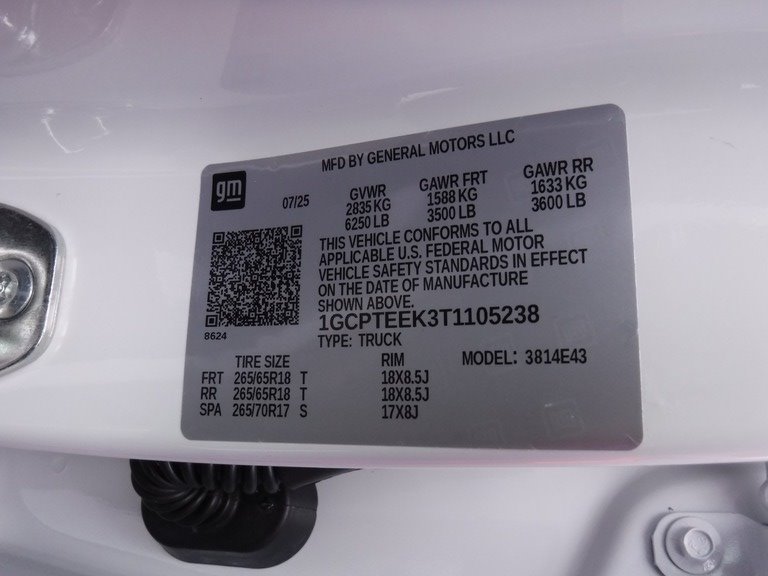 MFD BY GENERAL MOTORS LLC
gm
07/25
GVWR GAWR FRT GAWR RR
2835 KG 1588 KG 1633 KG
6250 LB 3500 LB 3600 LB
THIS VEHICLE CONFORMS TO ALL
APPLICABLE U.S. FEDERAL MOTOR
VEHICLE SAFETY STANDARDS IN EFFECT
ON THE DATE OF MANUFACTURE
SHOWN ABOVE.
8624
1GCPTEEK3T1105238
TYPE: TRUCK
TIRE SIZE RIM MODEL: 3814E43
FRT 265/65R18 T 18X8.5J
RR 265/65R18 T 18X8.5J
SPA 265/70R17 S 17X8J